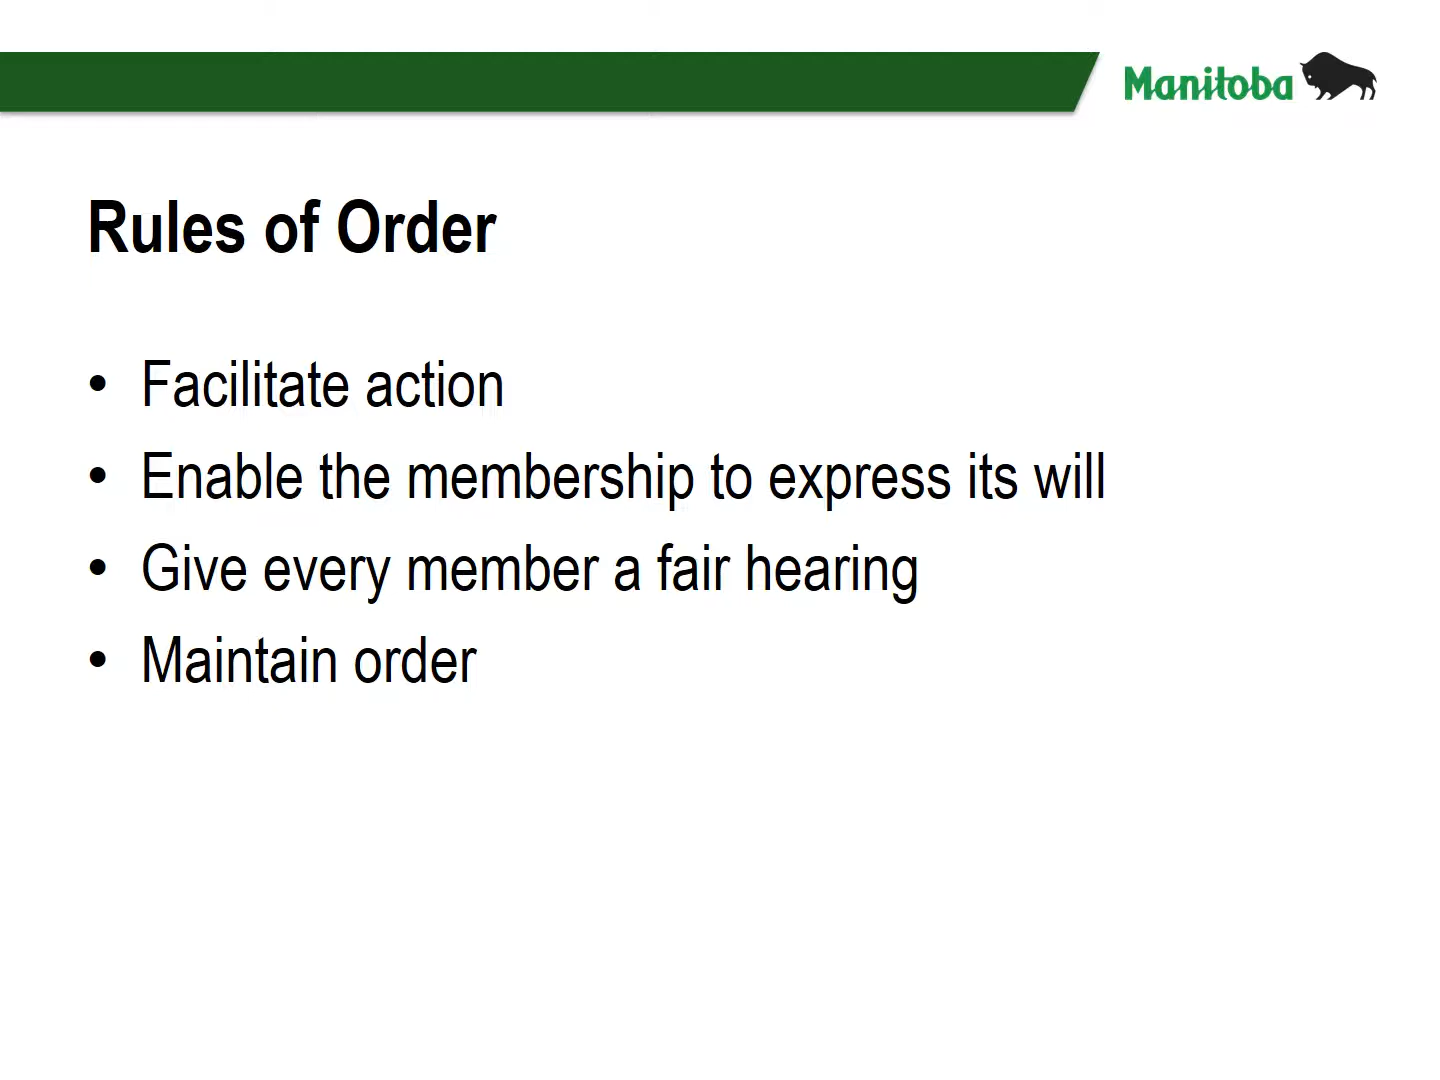 Manitoba
Rules of Order
• Facilitate action
• Enable the membership to express its will
• Give every member a fair hearing
• Maintain order